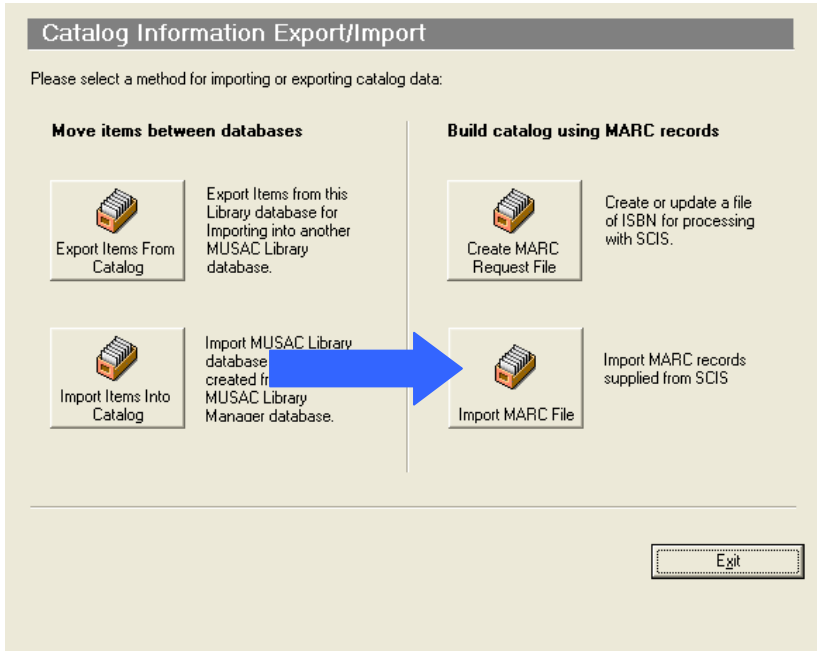 Catalog Information Export/Import
Please select a method for importing or exporting catalog data:
Move items between databases
Export Items From
Catalog
Export Items from this
Library database for
Importing into another
MUSAC Library
database.
Import Items Into
Catalog
Import MUSAC Library
database
created
MUSAC Library
Manager database.
Build catalog using MARC records
Create MARC
Request File
Create or update a file
of ISBN for processing
with SCIS.
Import MARC File
Import MARC records
supplied from SCIS
Exit